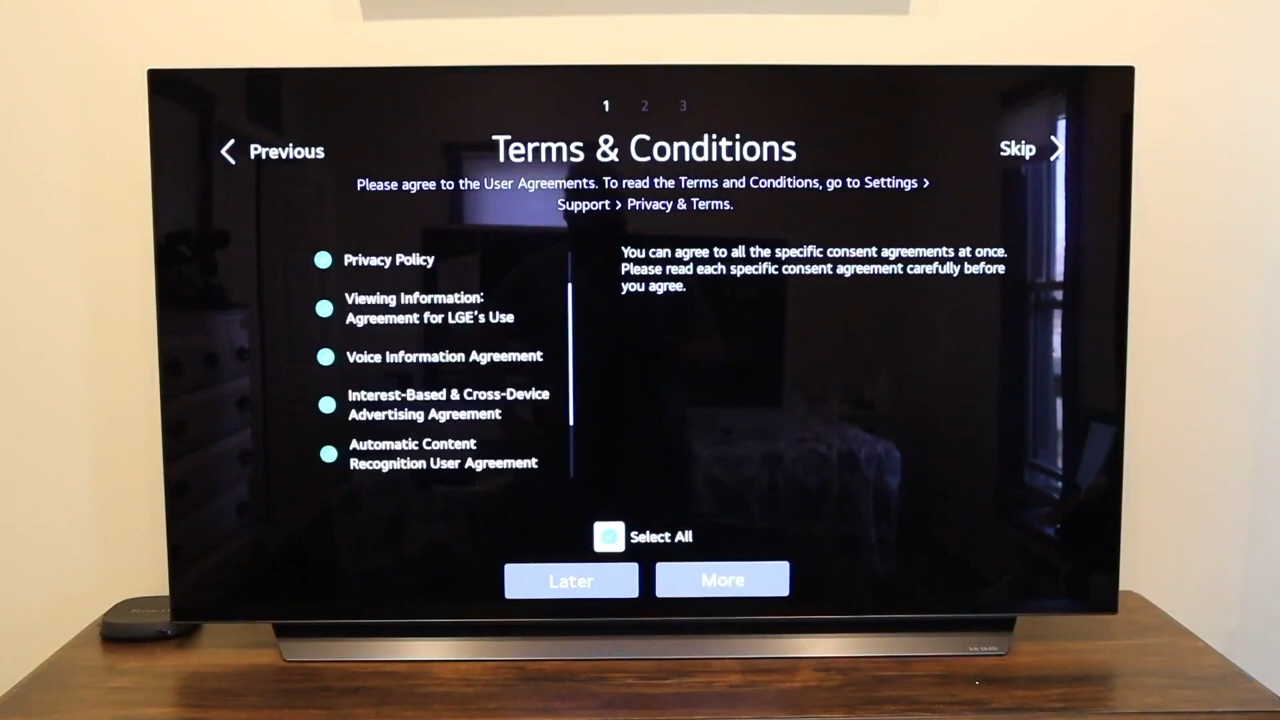 1 2 3
Previous
Terms & Conditions
Skip
Please agree to the User Agreements. To read the Terms and Conditions, go to Settings >
Support > Privacy & Terms.
Privacy Policy
Viewing Information:
Agreement for LGE's Use
Voice Information Agreement
Interest-Based & Cross-Device
Advertising Agreement
Automatic Content
Recognition User Agreement
You can agree to all the specific consent agreements at once.
Please read each specific consent agreement carefully before
you agree.
Select All
Later
More
LG OLED